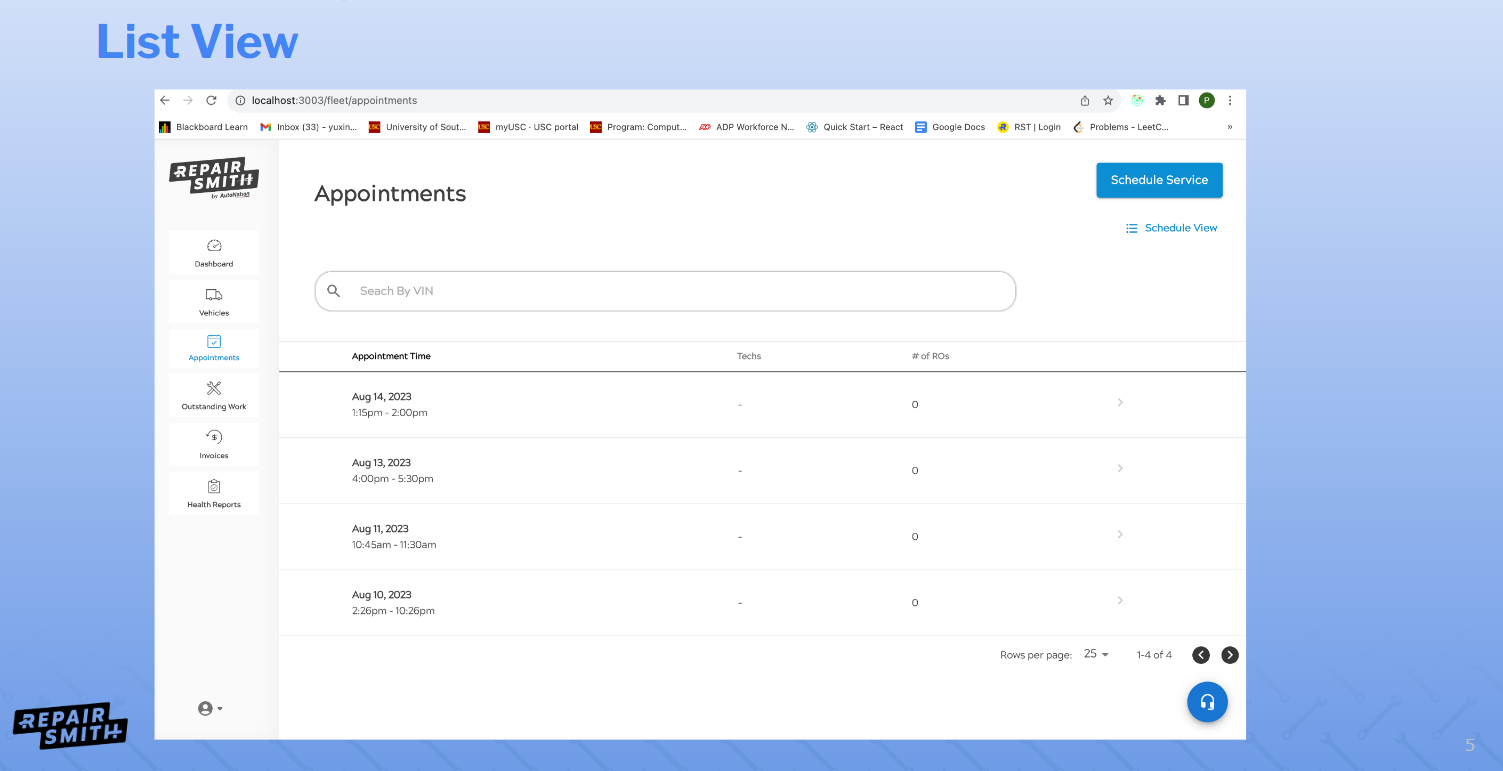 List View
localhost:3003/fleet/appointments
P
Blackboard Learn Inbox (33) - yuxin... University of Sout... myUSC - USC portal Program: Comput... ADP Workforce N... Quick Start – React Google Docs RST | Login Problems - LeetC... »
REPAIR
SMITH
by AutoNation
Appointments
Schedule Service
Schedule View
Dashboard
Vehicles
Appointments
Outstanding Work
Invoices
Health Reports
Seach By VIN
Appointment Time Techs # of ROs
Aug 14, 2023
1:15pm - 2:00pm - 0
Aug 13, 2023
4:00pm - 5:30pm - 0
Aug 11, 2023
10:45am - 11:30am - 0
Aug 10, 2023
2:26pm - 10:26pm - 0
Rows per page: 25 1-4 of 4
REPAIR
SMITH
5